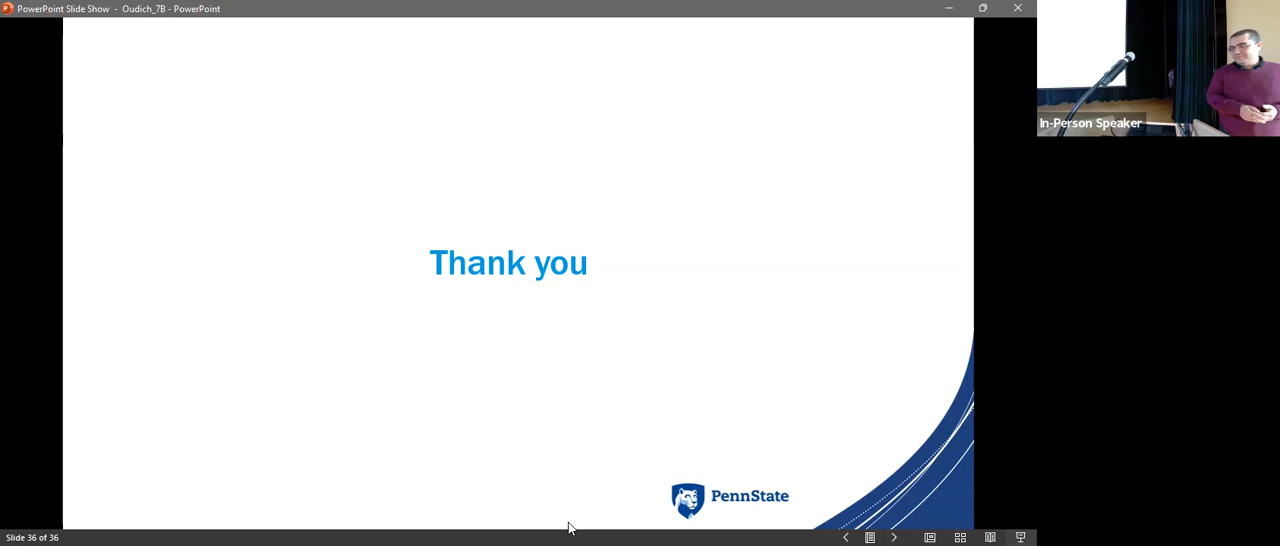 PowerPoint Slide Show - Oudich_7B - PowerPoint
In-Person Speaker
Thank you
PennState
Slide 36 of 36